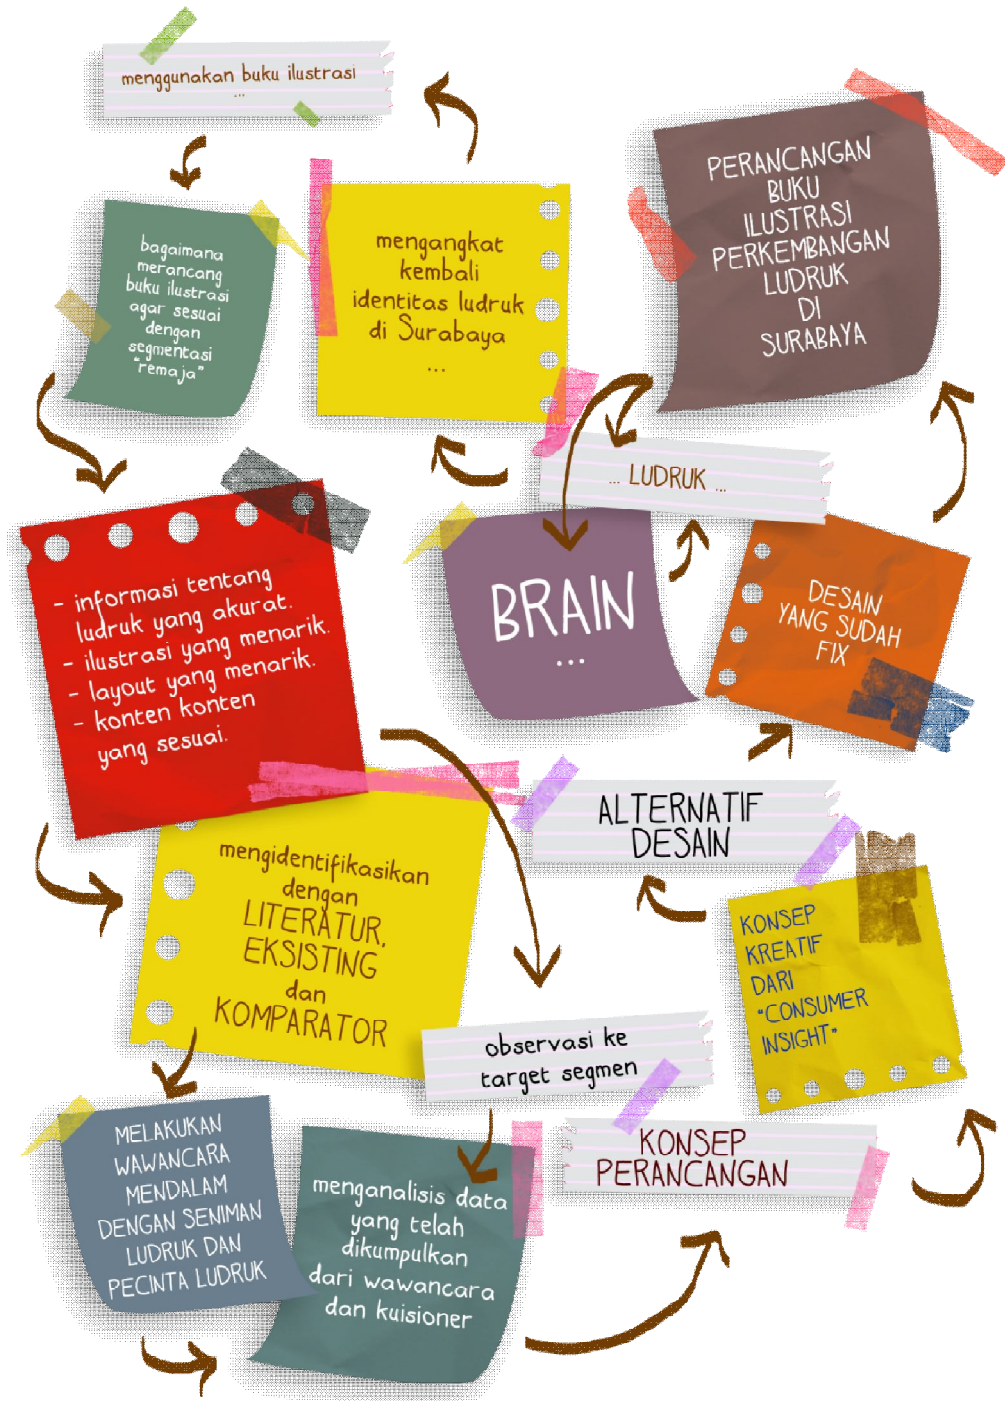 menggunakan buku ilustrasi
...
bagaimana
merancang
buku ilustrasi
agar sesuai
dengan
segmentasi
"remaja"
mengangkat
kembali
identitas ludruk
di Surabaya
...
PERANCANGAN
BUKU
ILUSTRASI
PERKEMBANGAN
LUDRUK
DI
SURABAYA
... LUDRUK ...
BRAIN
...
DESAIN
YANG SUDAH
FIX
- informasi tentang
ludruk yang akurat.
- ilustrasi yang menarik.
- layout yang menarik.
- konten konten
yang sesuai.
ALTERNATIF
DESAIN
mengidentifikasikan
dengan
LITERATUR,
EKSISTING
dan
KOMPARATOR
KONSEP
KREATIF
DARI
"CONSUMER
INSIGHT"
observasi ke
target segmen
MELAKUKAN
WAWANCARA
MENDALAM
DENGAN SENIMAN
LUDRUK DAN
PECINTA LUDRUK
menganalisis data
yang telah
dikumpulkan
dari wawancara
dan kuisioner
KONSEP
PERANCANGAN